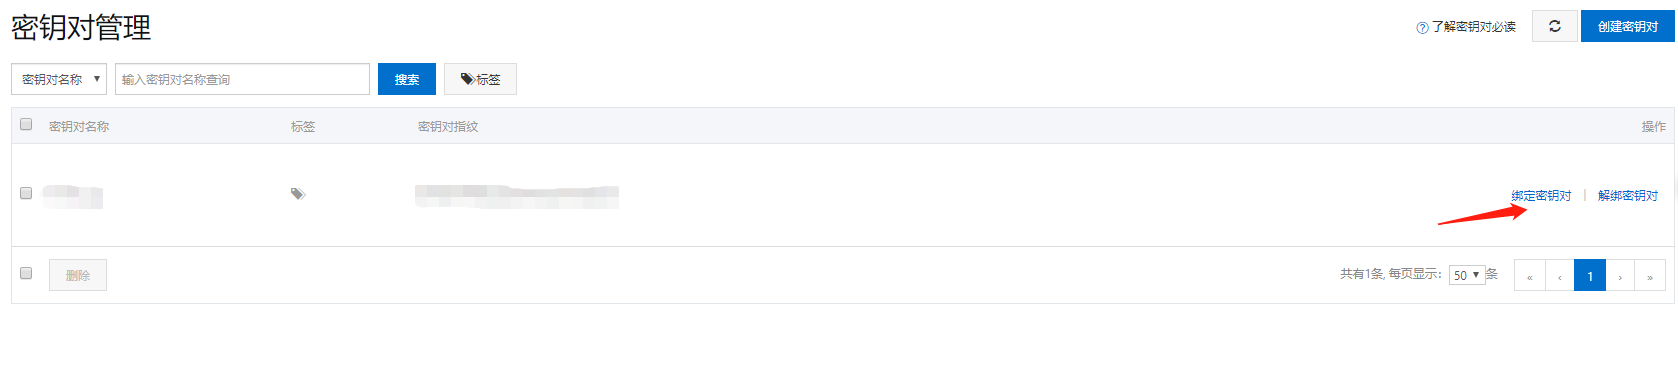 密钥对管理
了解密钥对必读
创建密钥对
密钥对名称
输入密钥对名称查询
搜索
标签
密钥对名称 标签 密钥对指纹 操作
绑定密钥对 | 解绑密钥对
删除
共有1条, 每页显示: 50 条 « ‹ 1 › »